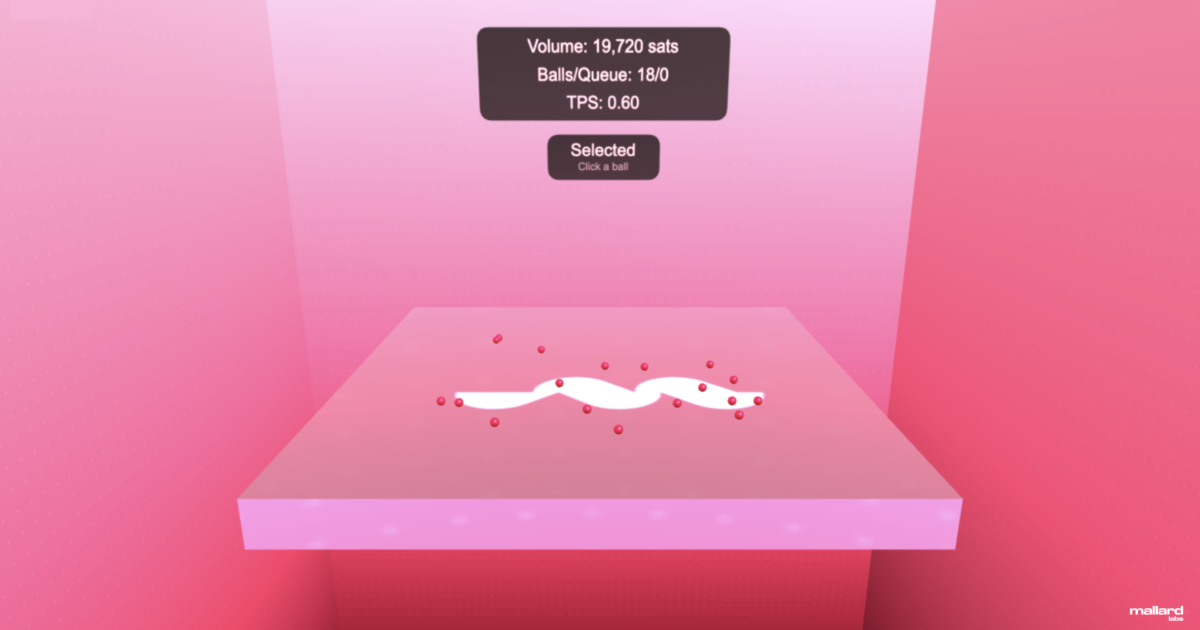 Volume: 19,720 sats
Balls/Queue: 18/0
TPS: 0.60
Selected
Click a ball
mallard
labs